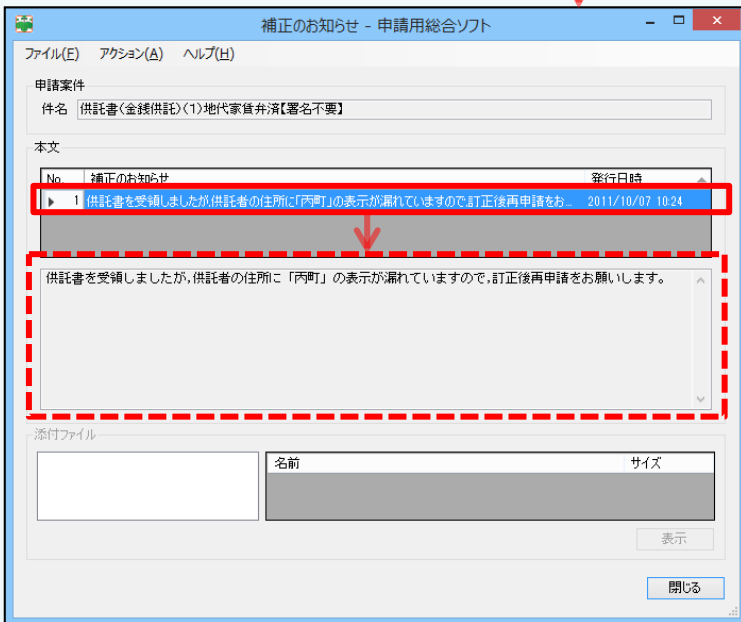 補正のお知らせ - 申請用総合ソフト
ファイル(F) アクション(A) ヘルプ(H)
申請案件
件名 供託書(金銭供託)(1)地代家賃弁済【署名不要】
本文
No. 補正のお知らせ 発行日時
1 供託書を受領しましたが,供託者の住所に「丙町」の表示が漏れていますので,訂正後再申請をお... 2011/10/07 10:24
供託書を受領しましたが,供託者の住所に「丙町」の表示が漏れていますので,訂正後再申請をお願いします。
添付ファイル
名前 サイズ
表示
閉じる